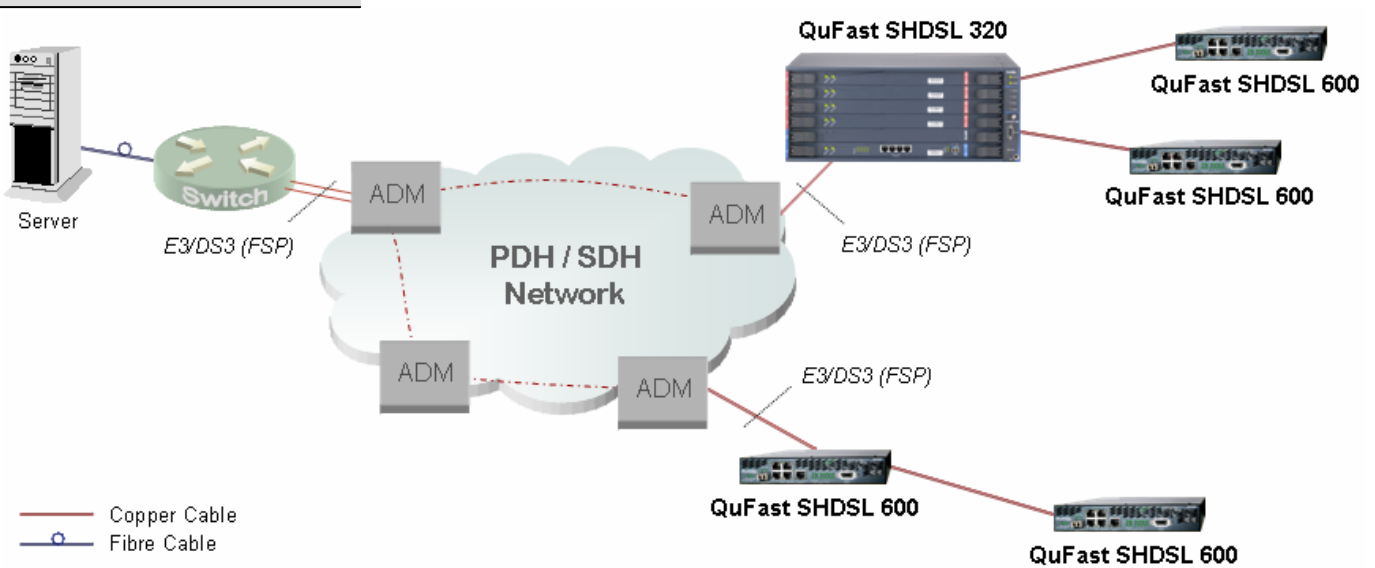 QuFast SHDSL 320
QuFast SHDSL 600
QuFast SHDSL 600
Server
Switch
E3/DS3 (FSP)
ADM
ADM
E3/DS3 (FSP)
PDH / SDH
Network
ADM
ADM
E3/DS3 (FSP)
QuFast SHDSL 600
QuFast SHDSL 600
Copper Cable
Fibre Cable